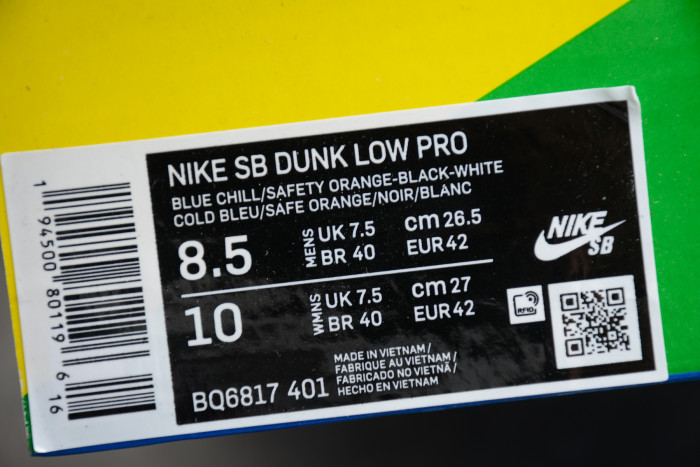 NIKE SB DUNK LOW PRO
BLUE CHILL/SAFETY ORANGE-BLACK-WHITE
COLD BLEU/SAFE ORANGE/NOIR/BLANC
8.5 MENS UK 7.5 cm 26.5
BR 40 EUR 42
10 WMNS UK 7.5 cm 27
BR 40 EUR 42
NIKE
SB
RFID
MADE IN VIETNAM/
FABRIQUE AU VIETNAM/
FABRICADO NO VIETNÃ/
HECHO EN VIETNAM
BQ6817 401
1 94500 80119 6 16